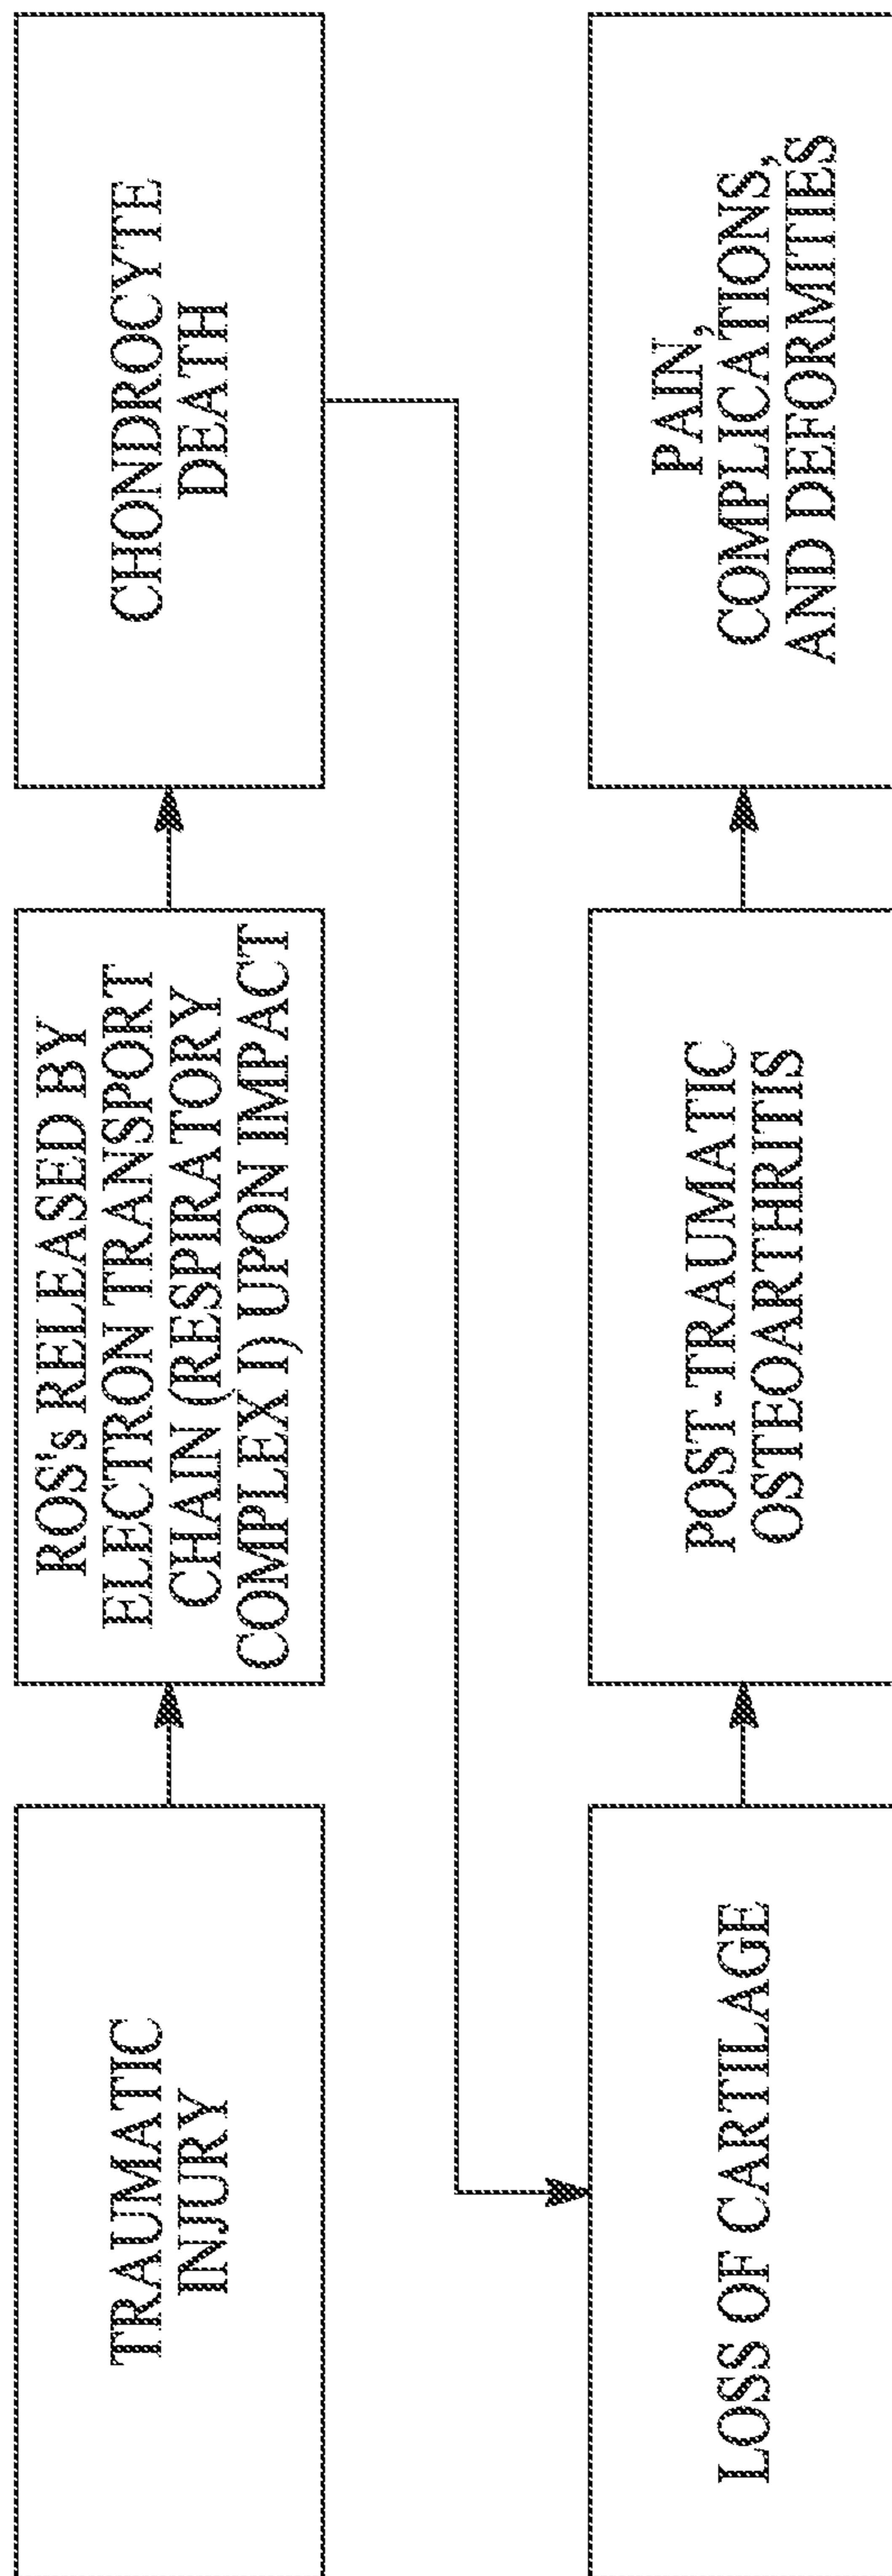 TRAUMATIC
INJURY
ROS's RELEASED BY
ELECTRON TRANSPORT
CHAIN (RESPIRATORY
COMPLEX I) UPON IMPACT
CHONDROCYTE
DEATH
LOSS OF CARTILAGE
POST-TRAUMATIC
OSTEOARTHRITIS
PAIN,
COMPLICATIONS,
AND DEFORMITIES